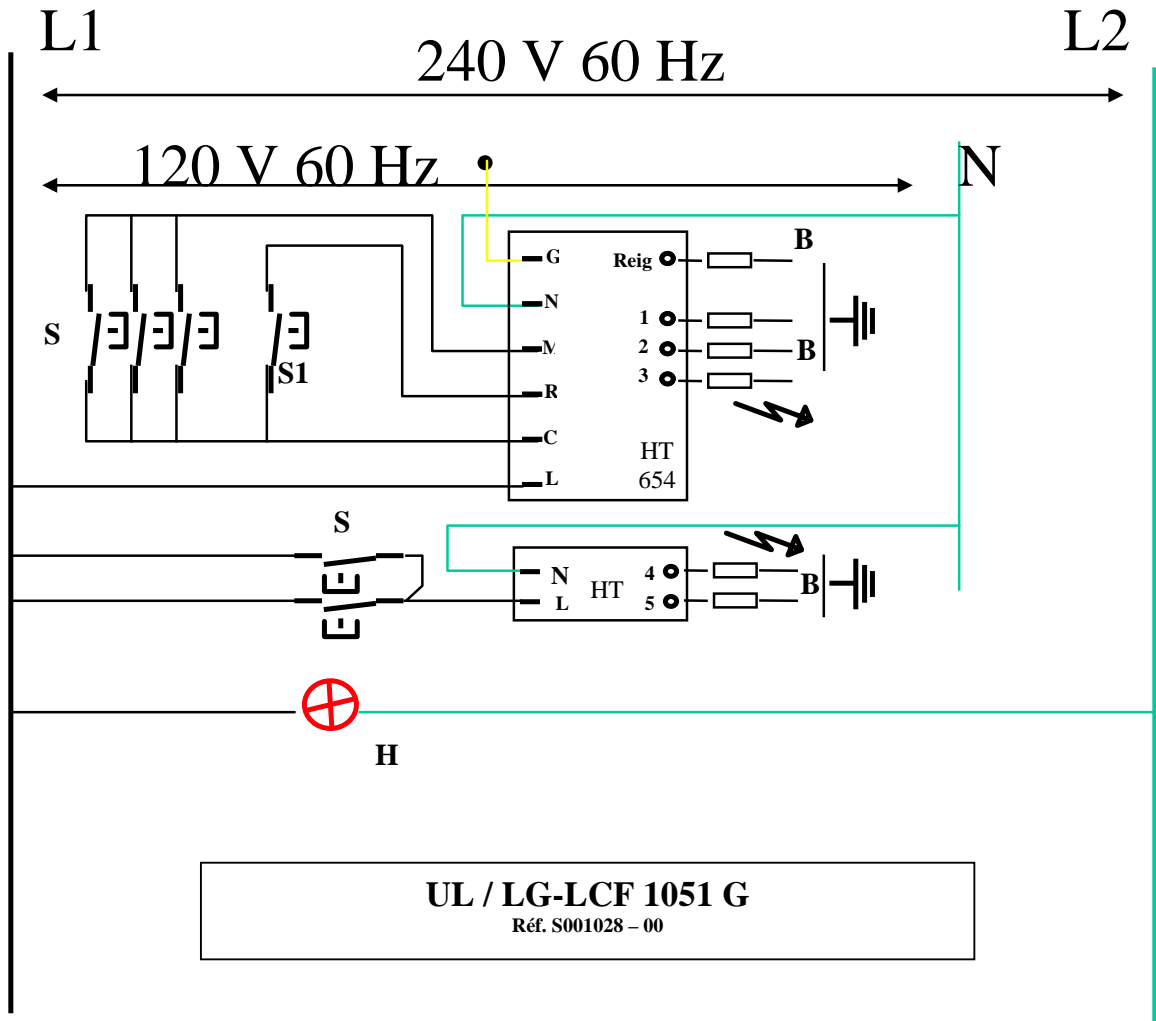 L1
L2
240 V 60 Hz
120 V 60 Hz
N
G
Reig
B
N
1
S
M
2
B
S1
3
R
C
HT
L
654
S
N
HT
4
B
L
5
H
UL / LG-LCF 1051 G
Réf. S001028 – 00